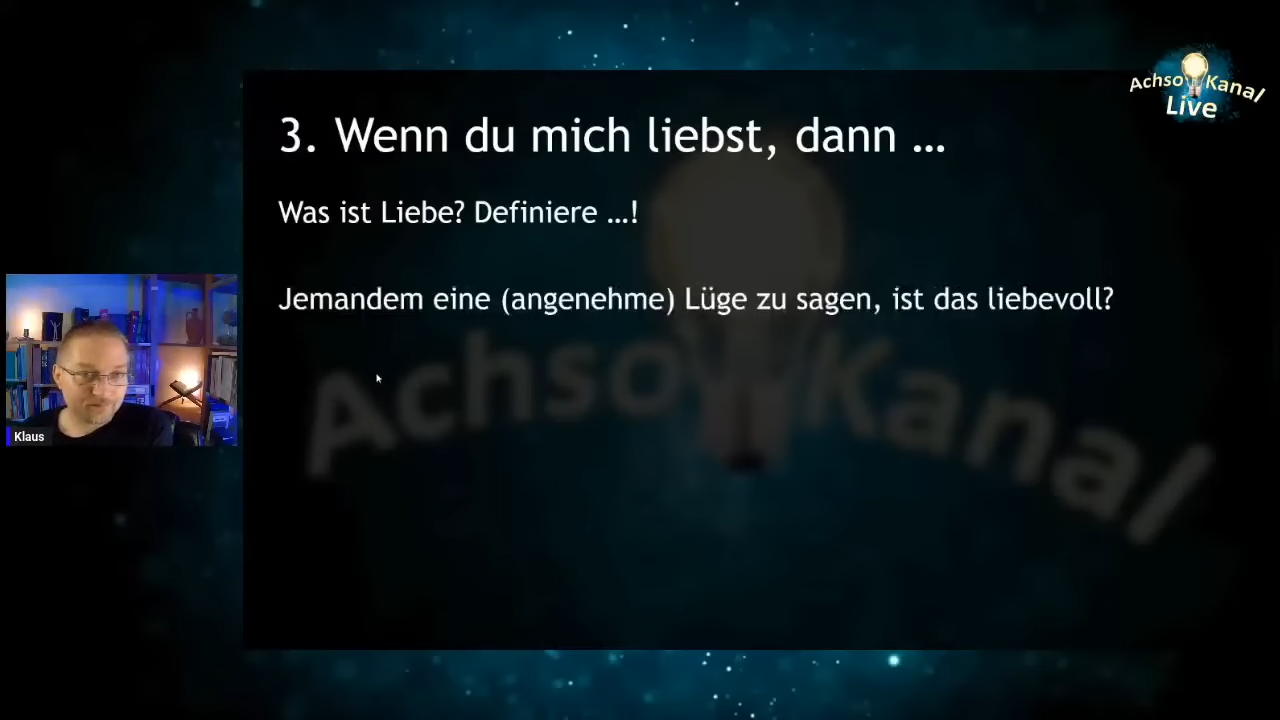 Achso Kanal
Live
3. Wenn du mich liebst, dann …
Was ist Liebe? Definiere …!
Jemandem eine (angenehme) Lüge zu sagen, ist das liebevoll?
Achso Kanal
Klaus